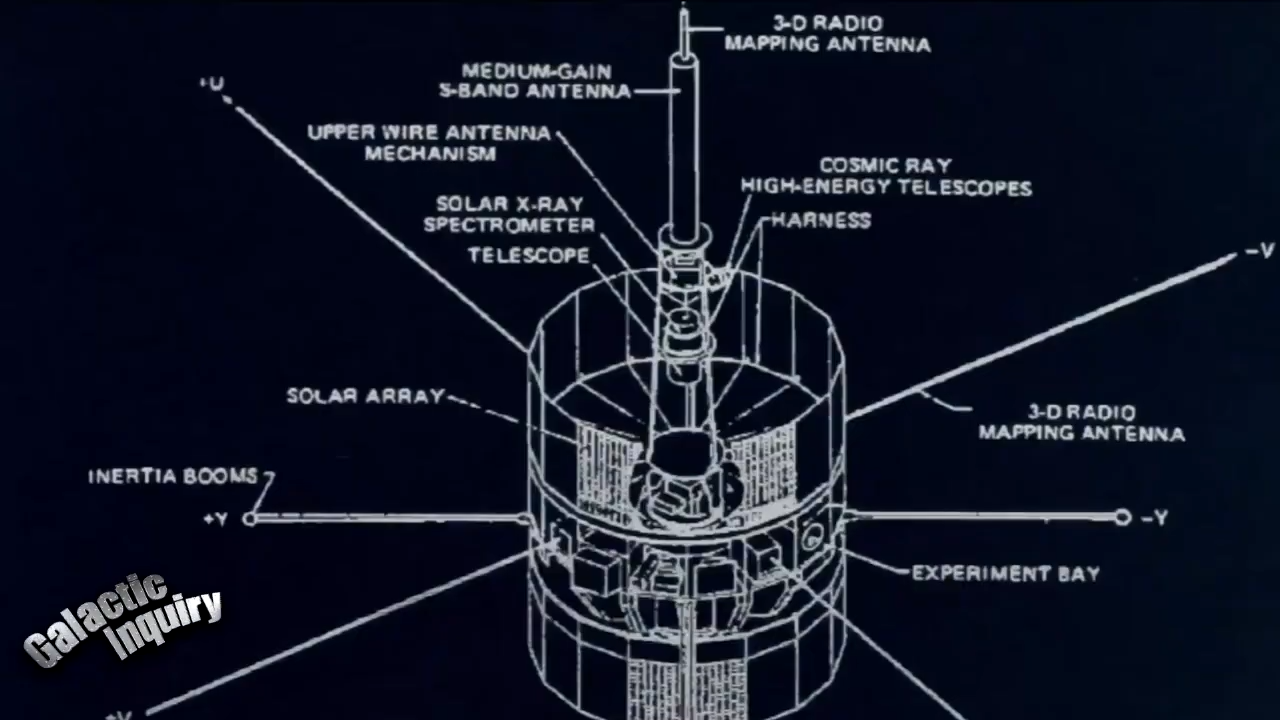 3-D RADIO
MAPPING ANTENNA
MEDIUM-GAIN
S-BAND ANTENNA
+U
UPPER WIRE ANTENNA
MECHANISM
COSMIC RAY
HIGH-ENERGY TELESCOPES
SOLAR X-RAY
SPECTROMETER
TELESCOPE
HARNESS
-V
SOLAR ARRAY
3-D RADIO
MAPPING ANTENNA
INERTIA BOOMS
+Y
-Y
EXPERIMENT BAY
Galactic
Inquiry
+V